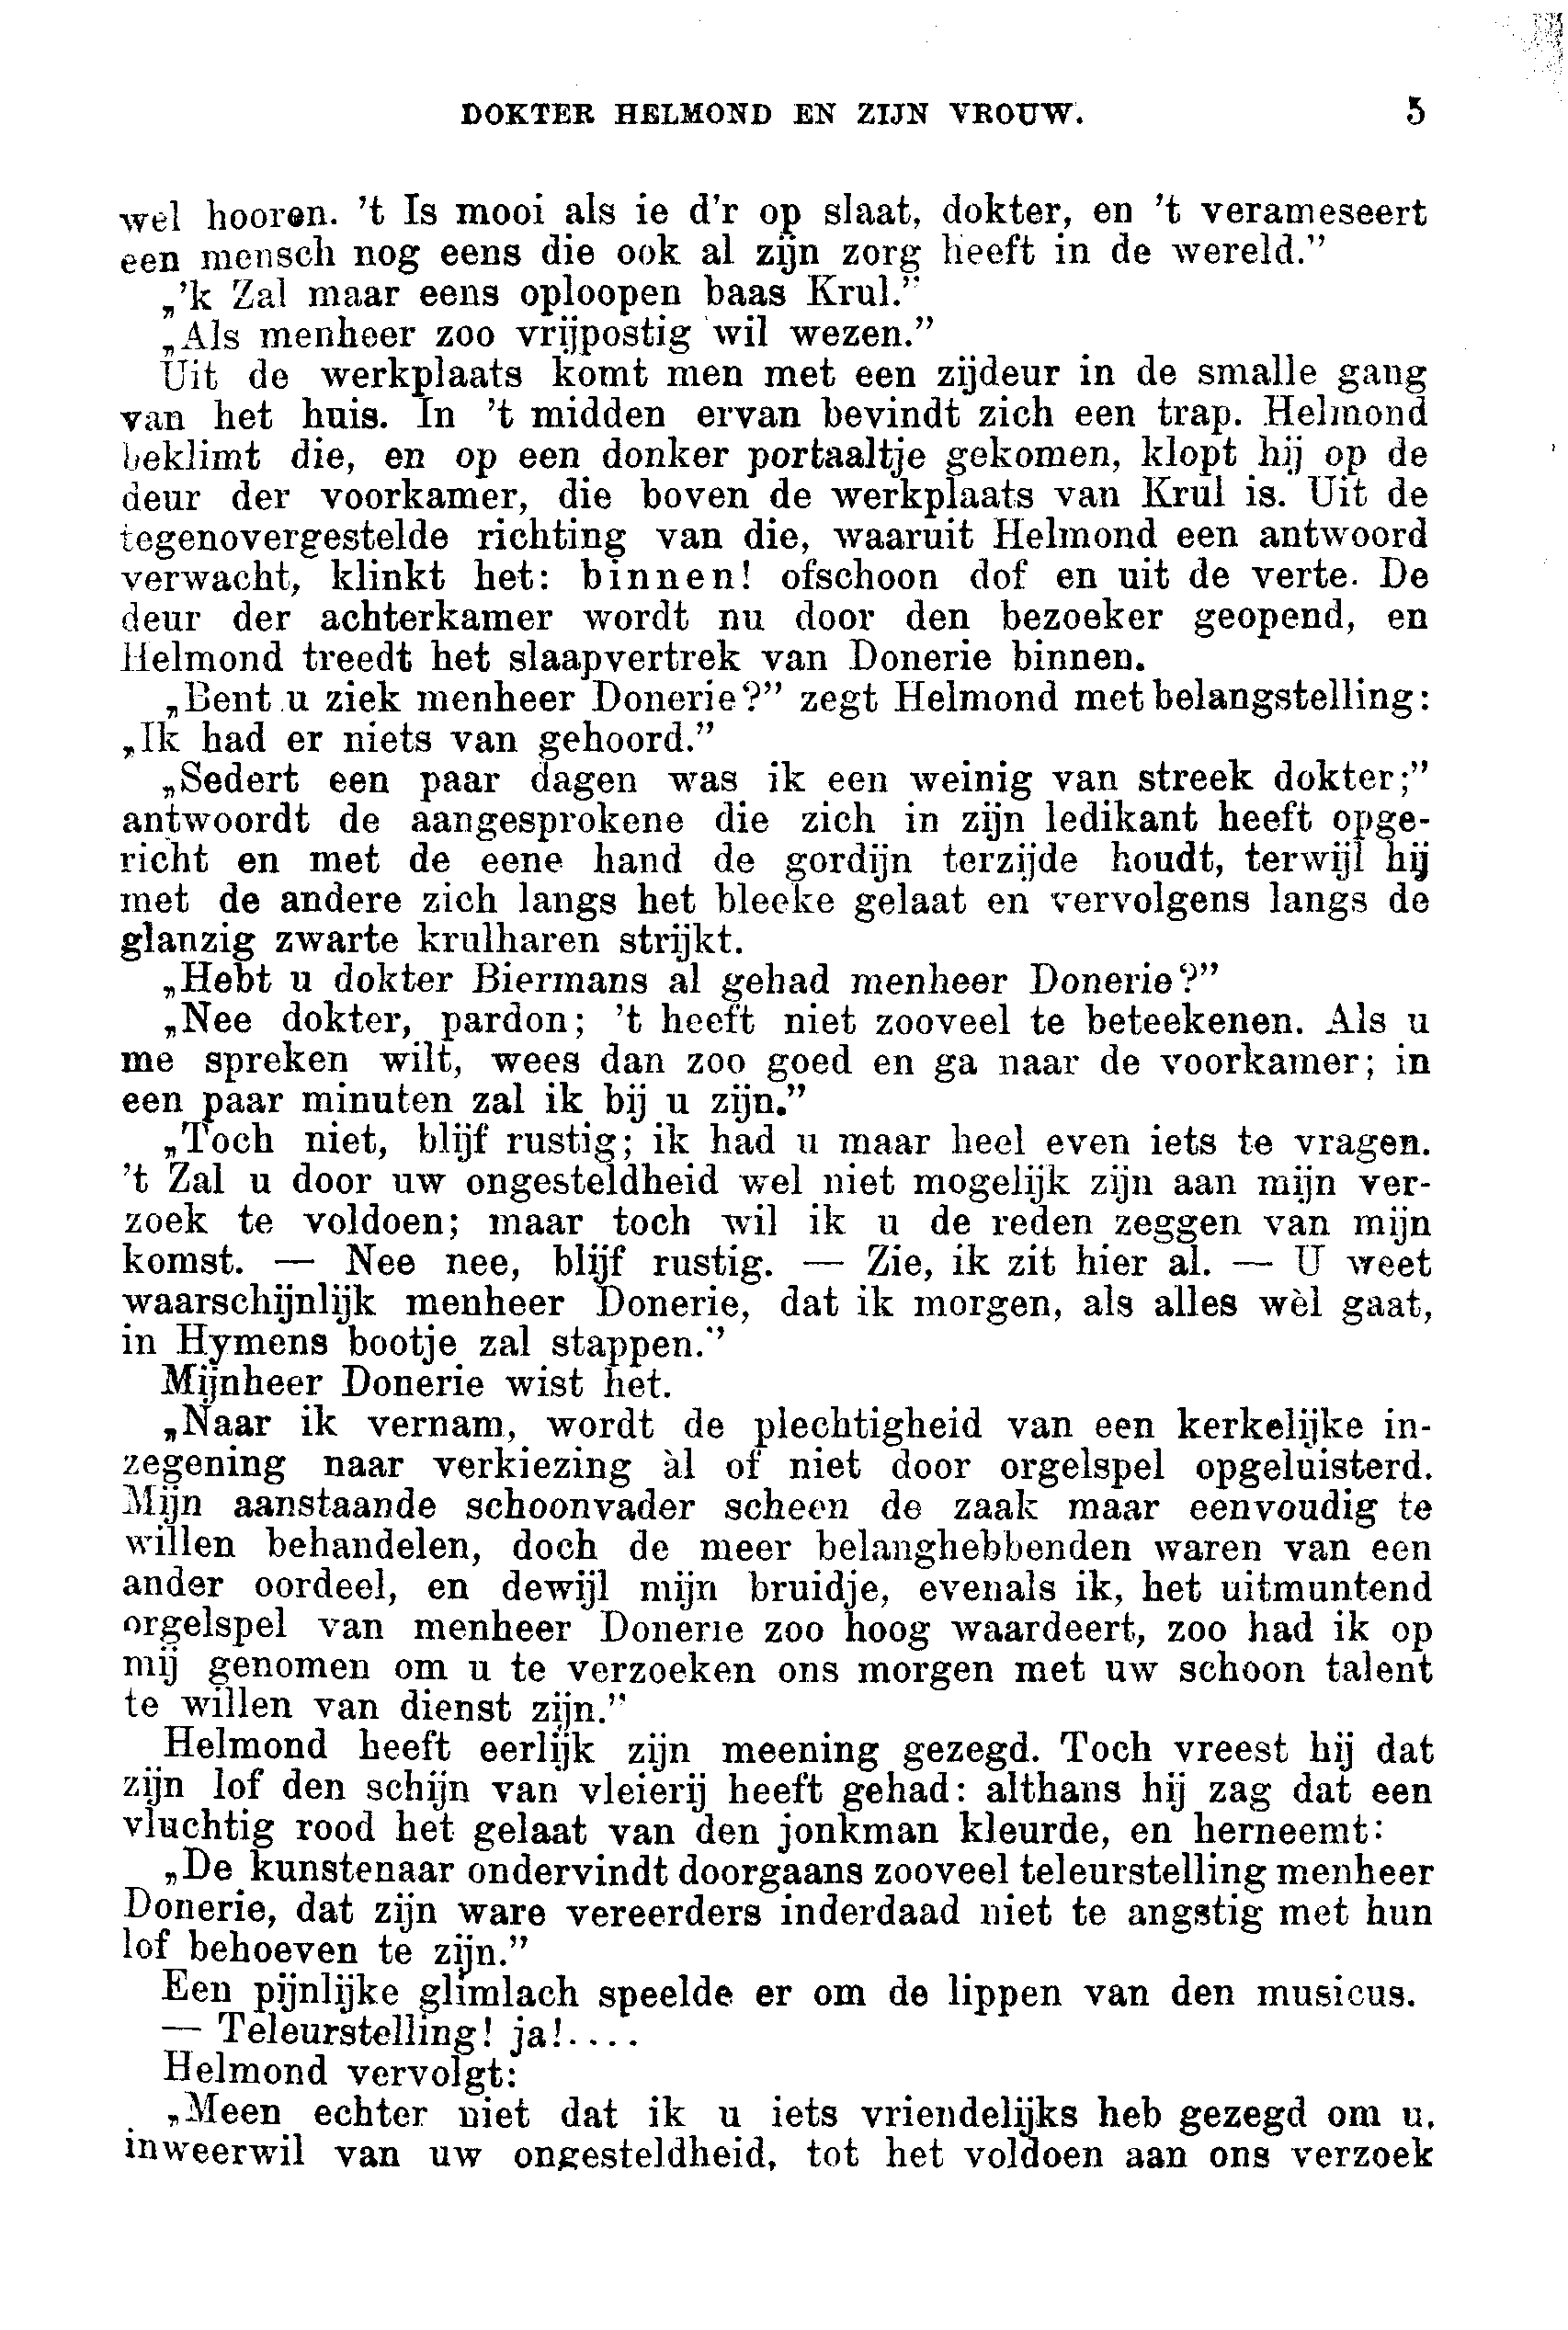 DOKTER HELMOND EN ZIJN VROUW. 5
wel hooren. 't Is mooi als ie d'r op slaat, dokter, en 't verameseert
een mensch nog eens die ook al zijn zorg heeft in de wereld.”
„'k Zal maar eens oploopen baas Krul.”
„Als menheer zoo vrijpostig wil wezen.”
Uit de werkplaats komt men met een zijdeur in de smalle gang
van het huis. In 't midden ervan bevindt zich een trap. Helmond
beklimt die, en op een donker portaaltje gekomen, klopt hij op de
deur der voorkamer, die boven de werkplaats van Krul is. Uit de
tegenovergestelde richting van die, waaruit Helmond een antwoord
verwacht, klinkt het: binnen! ofschoon dof en uit de verte. De
deur der achterkamer wordt nu door den bezoeker geopend, en
Helmond treedt het slaapvertrek van Donerie binnen.
„Bent u ziek menheer Donerie?” zegt Helmond met belangstelling:
„Ik had er niets van gehoord.”
„Sedert een paar dagen was ik een weinig van streek dokter;”
antwoordt de aangesprokene die zich in zijn ledikant heeft opge-
richt en met de eene hand de gordijn terzijde houdt, terwijl hij
met de andere zich langs het bleeke gelaat en vervolgens langs de
glanzig zwarte krulharen strijkt.
„Hebt u dokter Biermans al gehad menheer Donerie?”
„Nee dokter, pardon; 't heeft niet zooveel te beteekenen. Als u
me spreken wilt, wees dan zoo goed en ga naar de voorkamer; in
een paar minuten zal ik bij u zijn.”
„Toch niet, blijf rustig; ik had u maar heel even iets te vragen.
't Zal u door uw ongesteldheid wel niet mogelijk zijn aan mijn ver-
zoek te voldoen; maar toch wil ik u de reden zeggen van mijn
komst. — Nee nee, blijf rustig. — Zie, ik zit hier al. — U weet
waarschijnlijk menheer Donerie, dat ik morgen, als alles wèl gaat,
in Hymens bootje zal stappen.”
Mijnheer Donerie wist het.
„Naar ik vernam, wordt de plechtigheid van een kerkelijke in-
zegening naar verkiezing àl of niet door orgelspel opgeluisterd.
Mijn aanstaande schoonvader scheen de zaak maar eenvoudig te
willen behandelen, doch de meer belanghebbenden waren van een
ander oordeel, en dewijl mijn bruidje, evenals ik, het uitmuntend
orgelspel van menheer Donerie zoo hoog waardeert, zoo had ik op
mij genomen om u te verzoeken ons morgen met uw schoon talent
te willen van dienst zijn.”
Helmond heeft eerlijk zijn meening gezegd. Toch vreest hij dat
zijn lof den schijn van vleierij heeft gehad: althans hij zag dat een
vluchtig rood het gelaat van den jonkman kleurde, en herneemt:
„De kunstenaar ondervindt doorgaans zooveel teleurstelling menheer
Donerie, dat zijn ware vereerders inderdaad niet te angstig met hun
lof behoeven te zijn.”
Een pijnlijke glimlach speelde er om de lippen van den musicus.
— Teleurstelling! ja!....
Helmond vervolgt:
„Meen echter niet dat ik u iets vriendelijks heb gezegd om u,
inweerwil van uw ongesteldheid, tot het voldoen aan ons verzoek